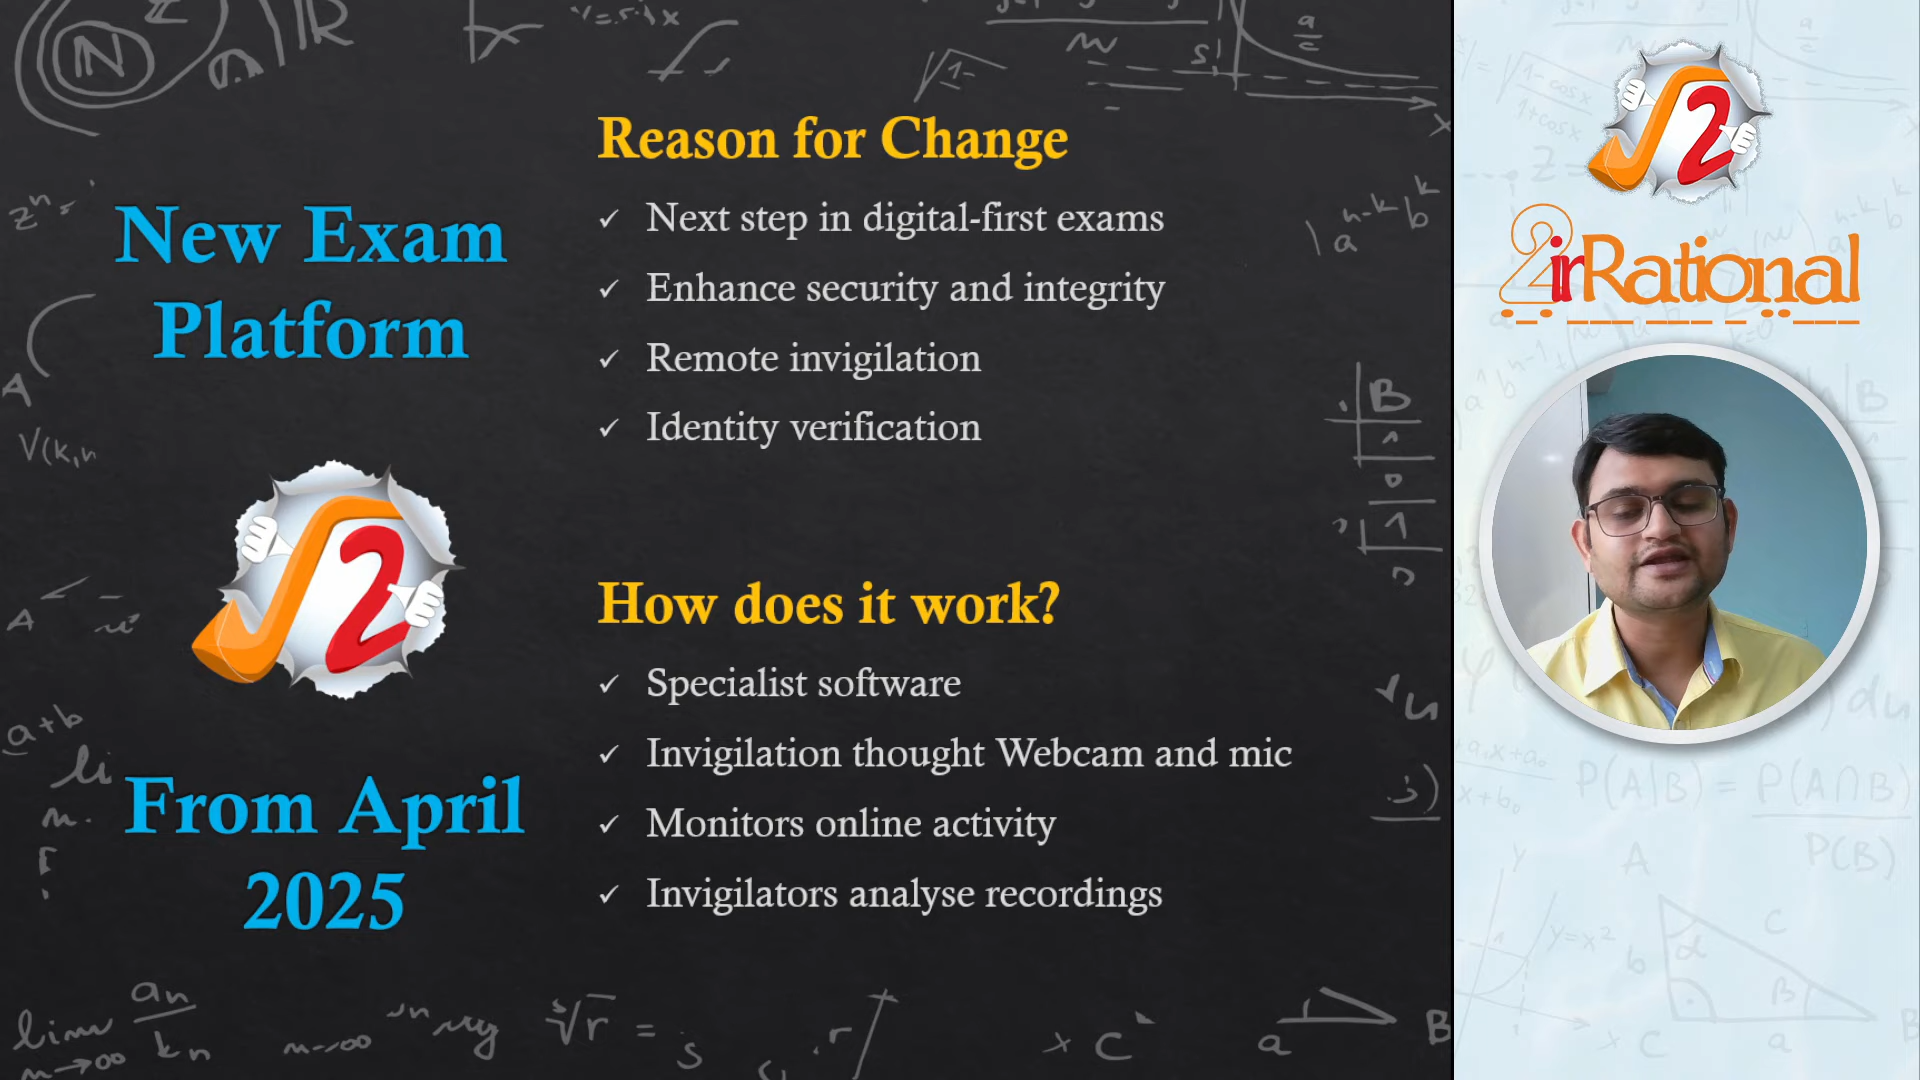 New Exam
Platform
From April
2025
Reason for Change
✓ Next step in digital-first exams
✓ Enhance security and integrity
✓ Remote invigilation
✓ Identity verification
How does it work?
✓ Specialist software
✓ Invigilation thought Webcam and mic
✓ Monitors online activity
✓ Invigilators analyse recordings
√2
2irRational
P(A|B) = P(A∩B)
P(B)
y=x²